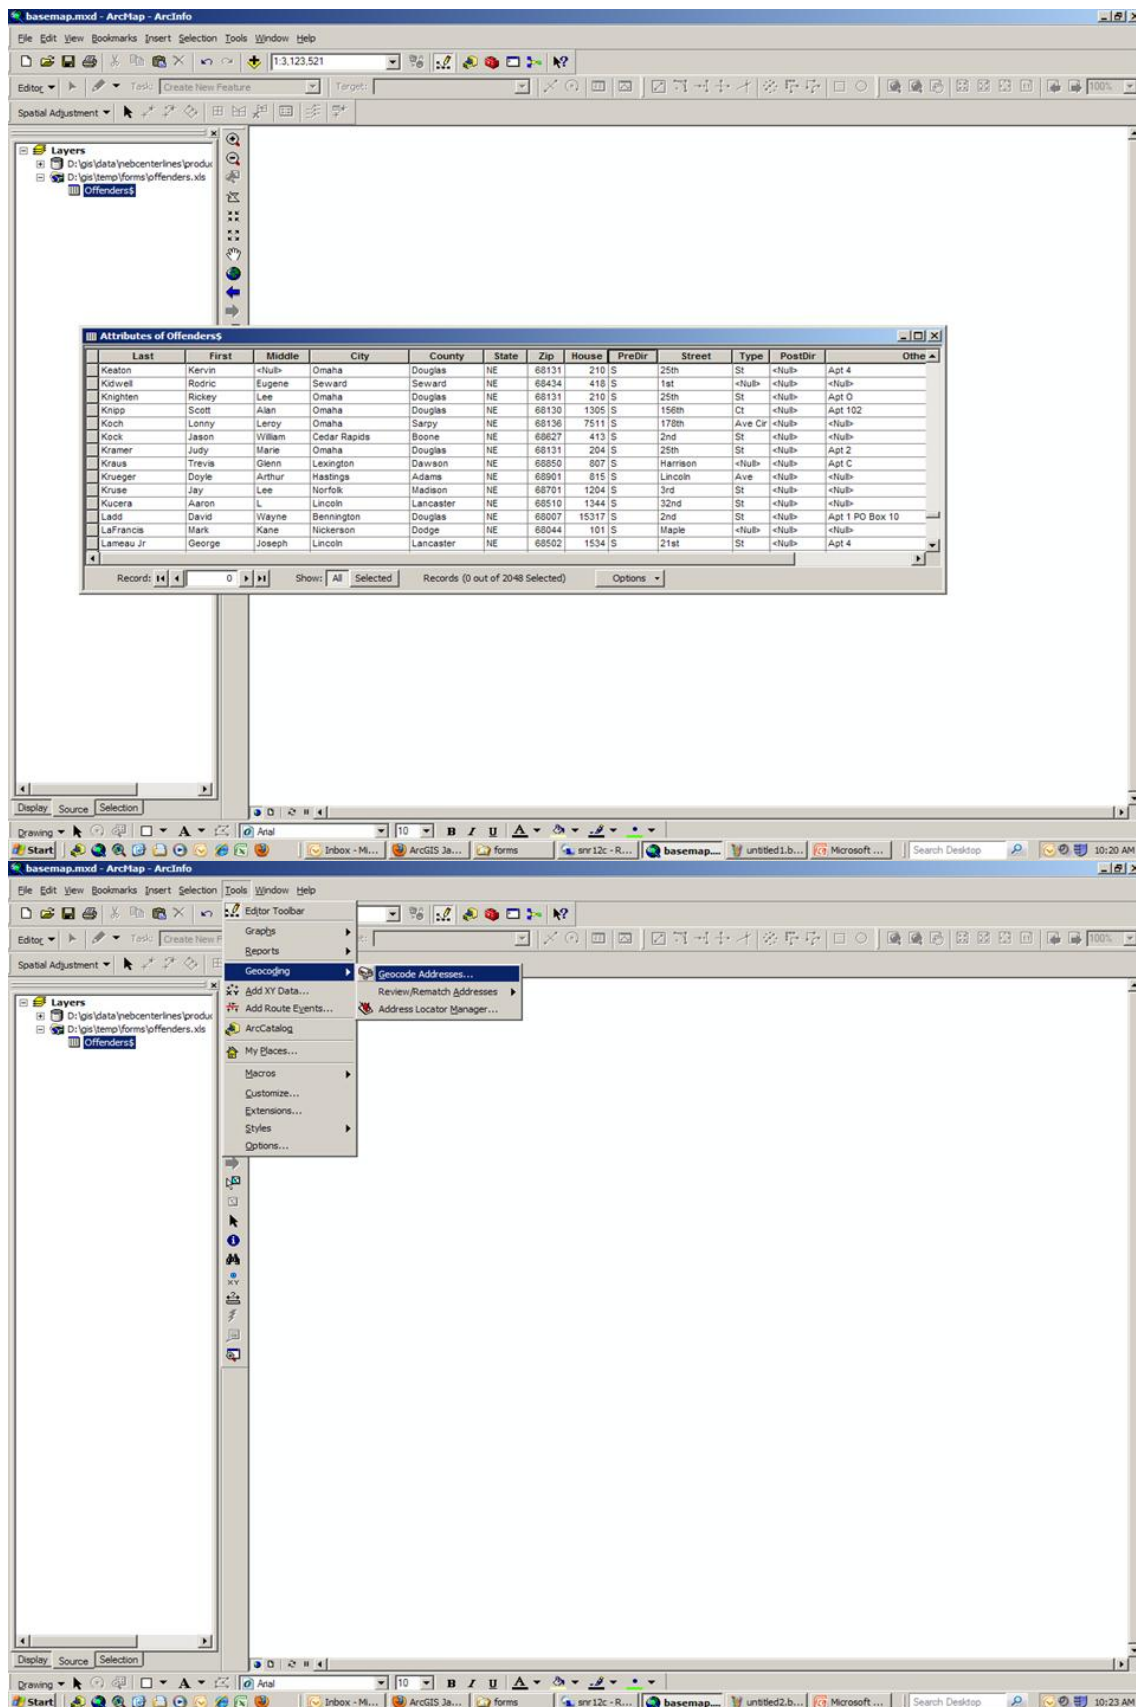 basemap.mxd - ArcMap - ArcInfo
File Edit View Bookmarks Insert Selection Tools Window Help
1:3,123,521
Editor Task: Create New Feature Target: 100%
Spatial Adjustment
Layers
D:\gis\data\nebcenterlines\produc
D:\gis\temp\forms\offenders.xls
Offenders$
Attributes of Offenders$
Last First Middle City County State Zip House PreDir Street Type PostDir Othe
Keaton Kervin <Null> Omaha Douglas NE 68131 210 S 25th St <Null> Apt 4
Kidwell Rodric Eugene Seward Seward NE 68434 418 S 1st <Null> <Null> <Null>
Knighten Rickey Lee Omaha Douglas NE 68131 210 S 25th St <Null> Apt O
Knipp Scott Alan Omaha Douglas NE 68130 1305 S 156th Ct <Null> Apt 102
Koch Lonny Leroy Omaha Sarpy NE 68136 7511 S 178th Ave Cir <Null> <Null>
Kock Jason William Cedar Rapids Boone NE 68627 413 S 2nd St <Null> <Null>
Kramer Judy Marie Omaha Douglas NE 68131 204 S 25th St <Null> Apt 2
Kraus Trevis Glenn Lexington Dawson NE 68850 807 S Harrison <Null> <Null> Apt C
Krueger Doyle Arthur Hastings Adams NE 68901 815 S Lincoln Ave <Null> <Null>
Kruse Jay Lee Norfolk Madison NE 68701 1204 S 3rd St <Null> <Null>
Kucera Aaron L Lincoln Lancaster NE 68510 1344 S 32nd St <Null> <Null>
Ladd David Wayne Bennington Douglas NE 68007 15317 S 2nd St <Null> Apt 1 PO Box 10
LaFrancis Mark Kane Nickerson Dodge NE 68044 101 S Maple <Null> <Null> <Null>
Lameau Jr George Joseph Lincoln Lancaster NE 68502 1534 S 21st St <Null> Apt 4
Record: 0 Show: All Selected Records (0 out of 2048 Selected) Options
Display Source Selection
Drawing A Arial 10 B I U A
Start Inbox - Mi... ArcGIS Ja... forms snr12c - R... basemap.... untitled1.b... Microsoft ... Search Desktop 10:20 AM
basemap.mxd - ArcMap - ArcInfo
File Edit View Bookmarks Insert Selection Tools Window Help
Editor Toolbar
Editor Task: Create New F 100%
Graphs
Reports
Spatial Adjustment
Geocoding
Geocode Addresses...
Add XY Data...
Review/Rematch Addresses
Add Route Events...
Address Locator Manager...
Layers
D:\gis\data\nebcenterlines\produc
D:\gis\temp\forms\offenders.xls
Offenders$
ArcCatalog
My Places...
Macros
Customize...
Extensions...
Styles
Options...
XY
Display Source Selection
Drawing A Arial 10 B I U A
Start Inbox - Mi... ArcGIS Ja... forms snr12c - R... basemap.... untitled2.b... Microsoft ... Search Desktop 10:23 AM